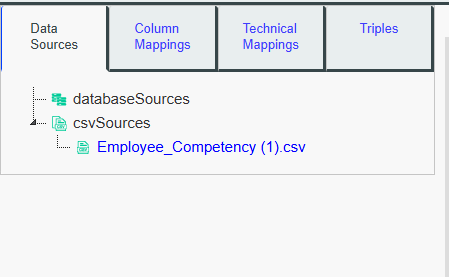 Data
Sources
Column
Mappings
Technical
Mappings
Triples
databaseSources
csvSources
Employee_Competency (1).csv